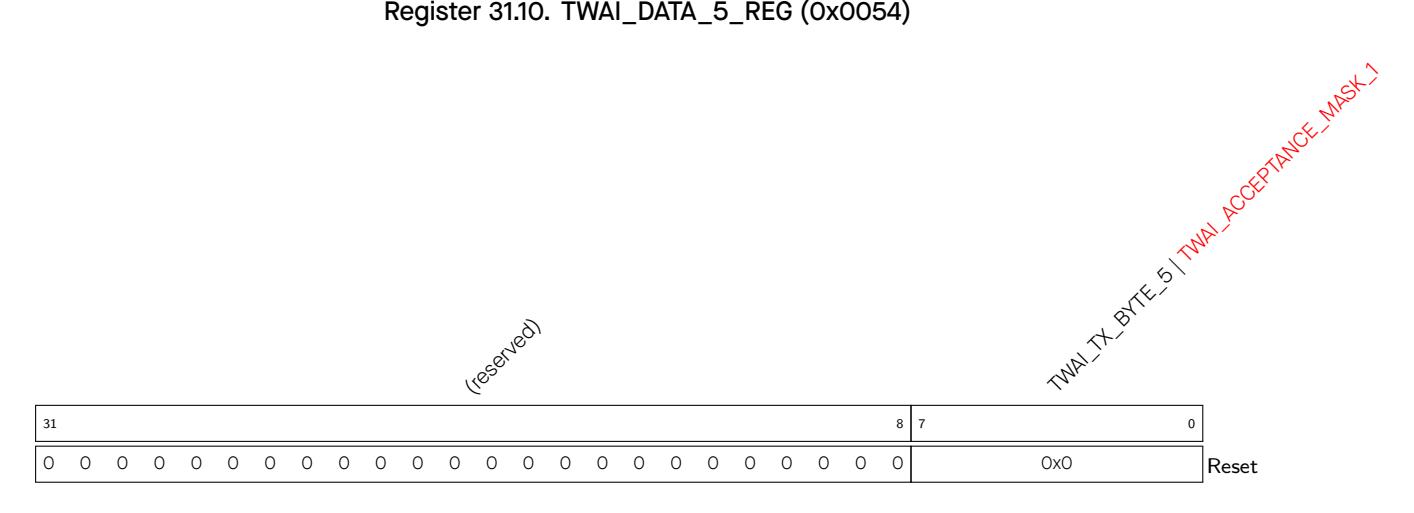 Register 31.10. TWAI_DATA_5_REG (0x0054)
(reserved)
TWAI_TX_BYTE_5 | TWAI_ACCEPTANCE_MASK_1
31 8 7 0
0 0 0 0 0 0 0 0 0 0 0 0 0 0 0 0 0 0 0 0 0 0 0 0 0x0 Reset